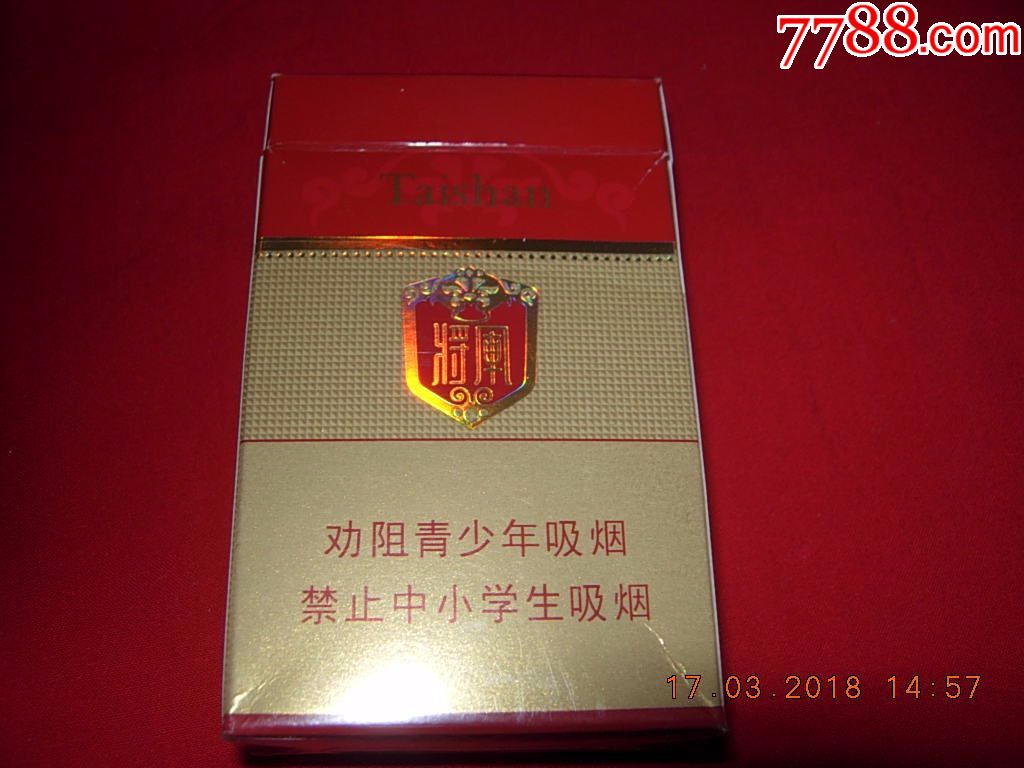 7788.com
Taishan
将軍
劝阻青少年吸烟
禁止中小学生吸烟
17.03.2018 14:57